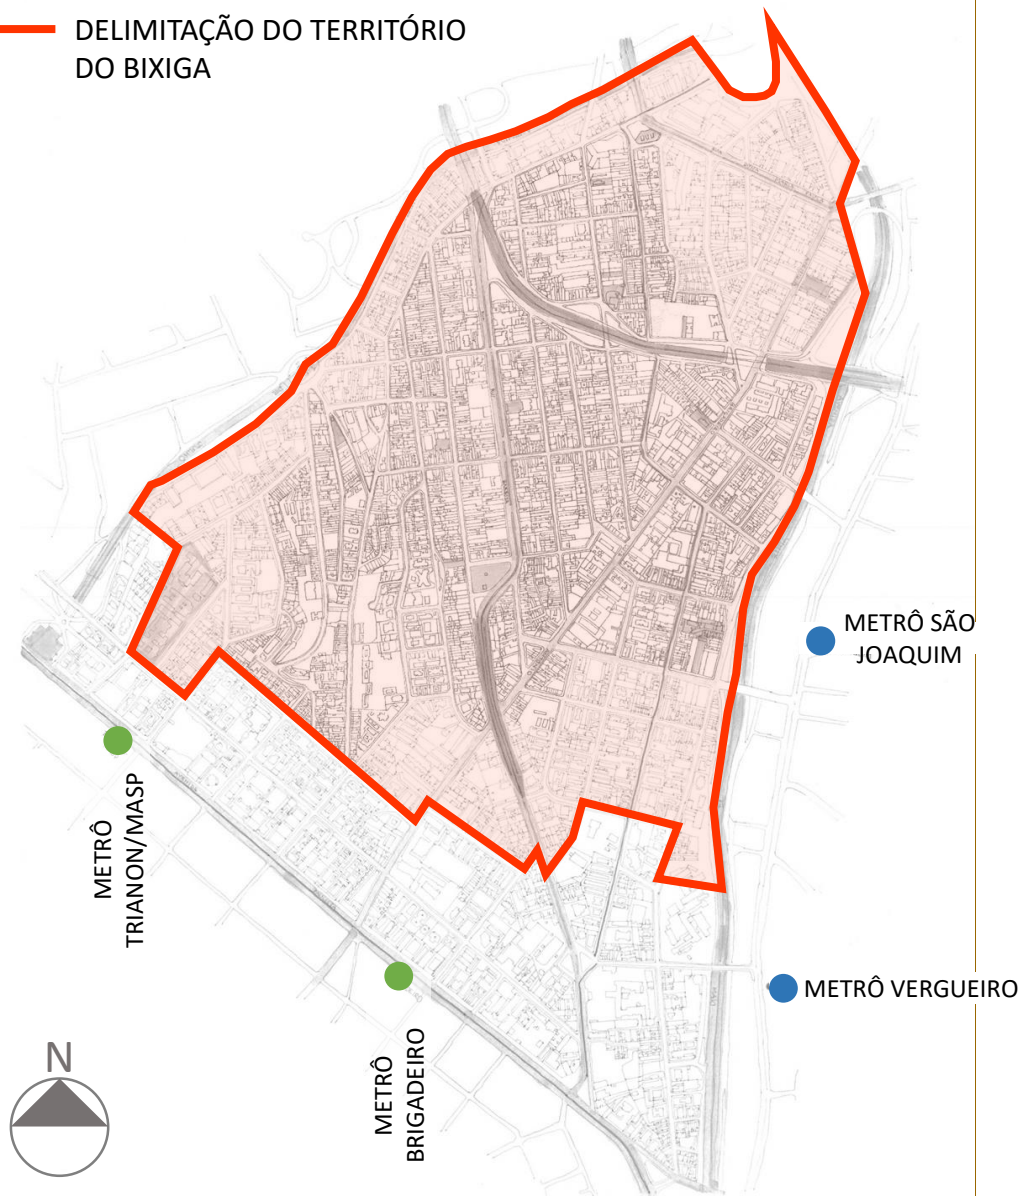 DELIMITAÇÃO DO TERRITÓRIO
DO BIXIGA
METRÔ SÃO
JOAQUIM
METRÔ
TRIANON/MASP
METRÔ VERGUEIRO
METRÔ
BRIGADEIRO
N